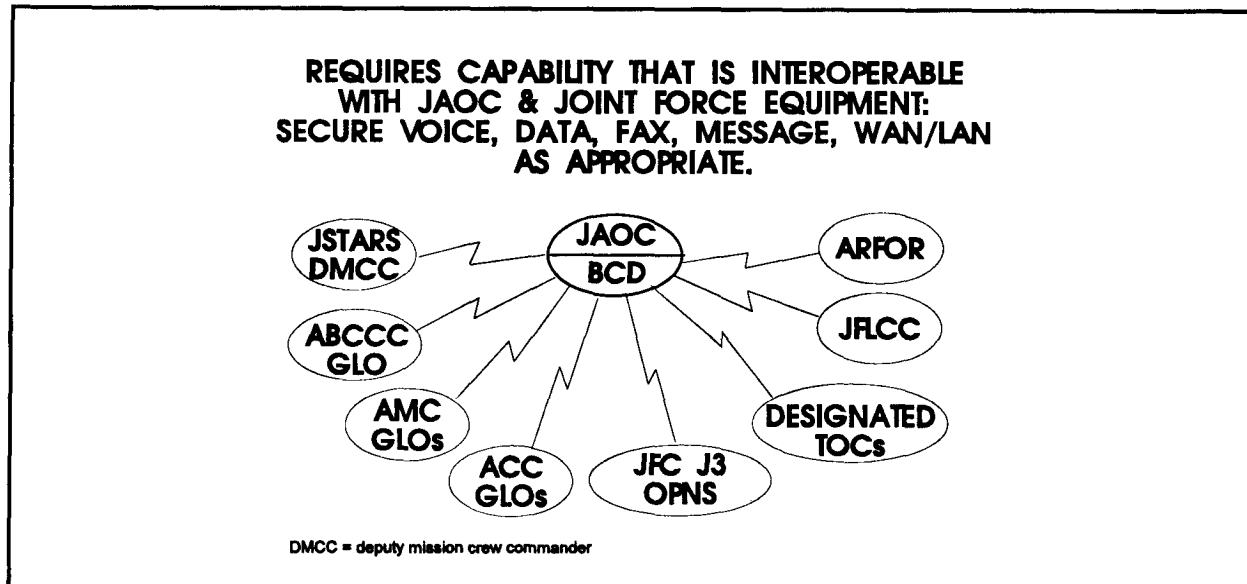 REQUIRES CAPABILITY THAT IS INTEROPERABLE
WITH JAOC & JOINT FORCE EQUIPMENT:
SECURE VOICE, DATA, FAX, MESSAGE, WAN/LAN
AS APPROPRIATE.
JSTARS
DMCC
JAOC
BCD
ARFOR
ABCCC
GLO
JFLCC
AMC
GLOs
DESIGNATED
TOCs
ACC
GLOs
JFC J3
OPNS
DMCC = deputy mission crew commander